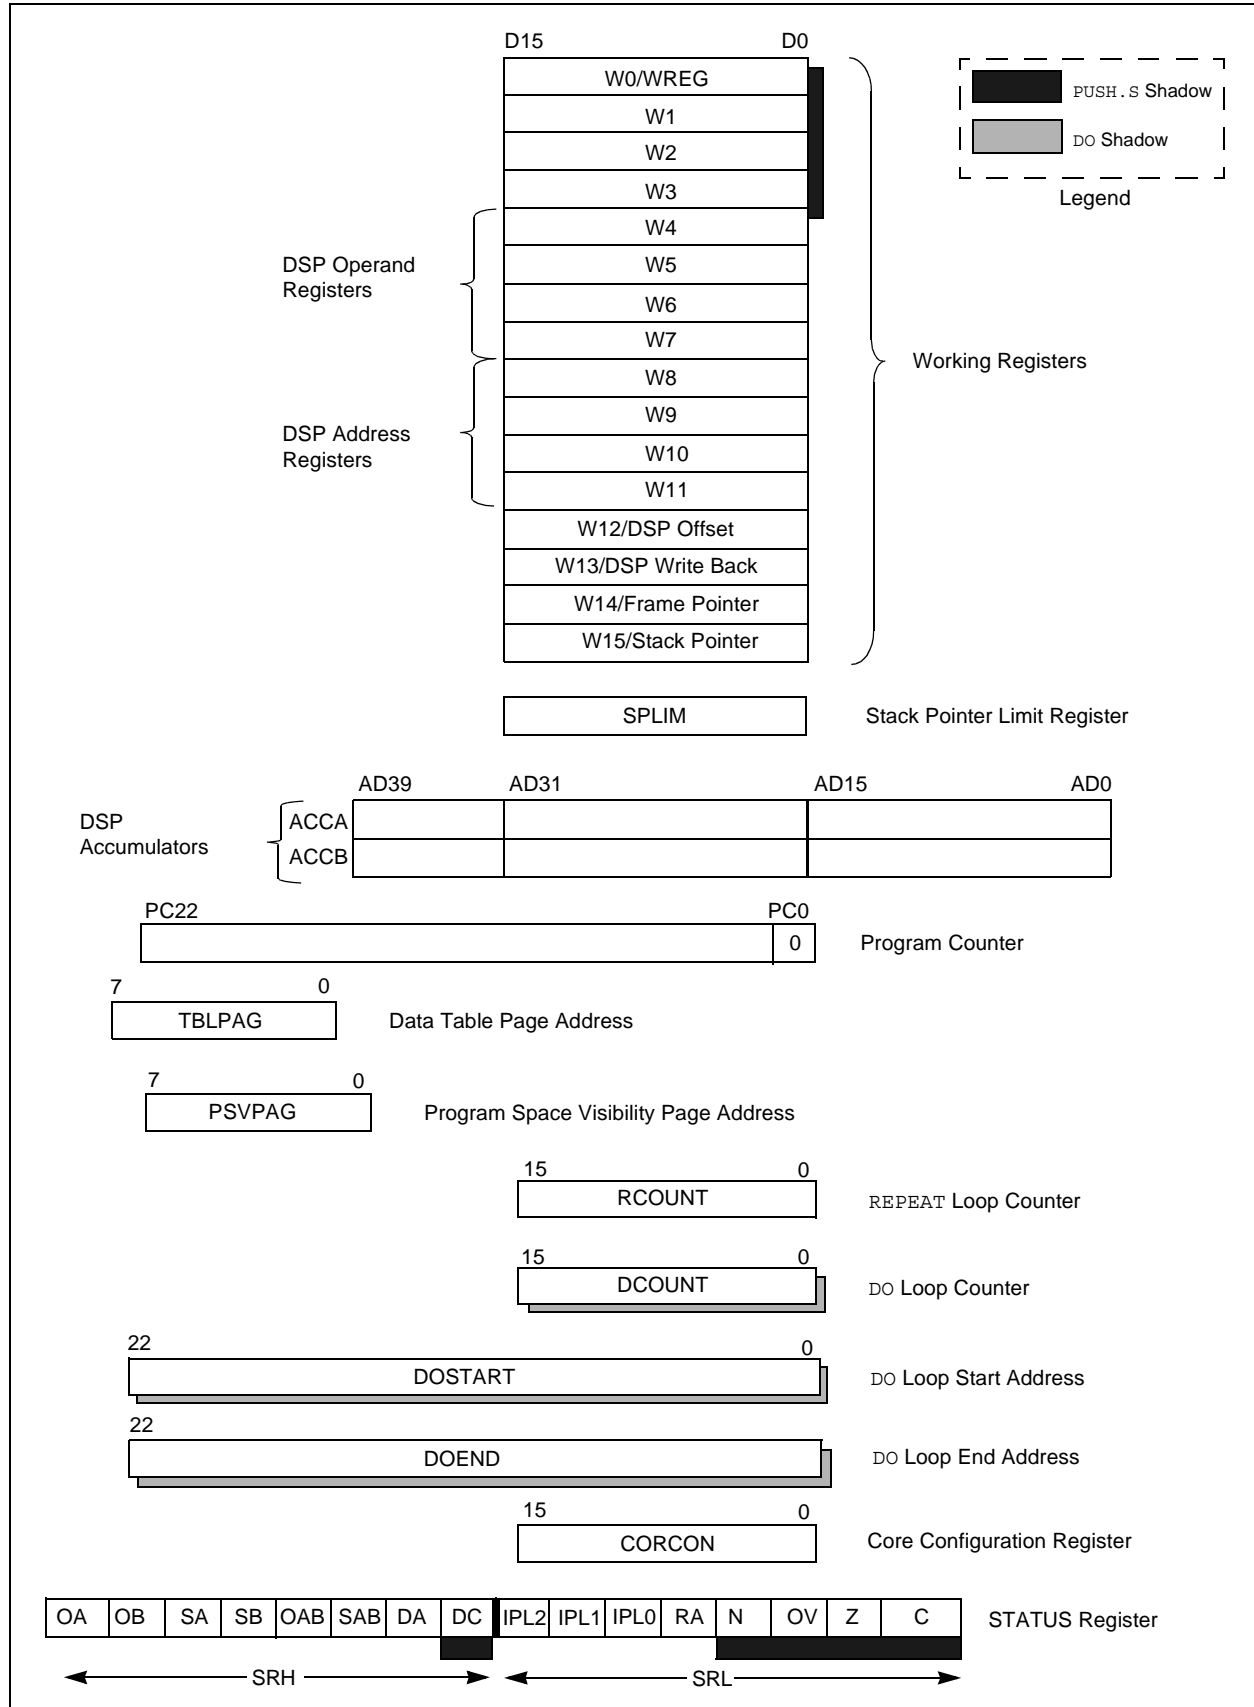 D15 D0
W0/WREG
PUSH.S Shadow
W1
DO Shadow
W2
W3
Legend
W4
DSP Operand
Registers
W5
W6
W7
Working Registers
W8
W9
DSP Address
Registers
W10
W11
W12/DSP Offset
W13/DSP Write Back
W14/Frame Pointer
W15/Stack Pointer
SPLIM Stack Pointer Limit Register
AD39 AD31 AD15 AD0
DSP
Accumulators
ACCA
ACCB
PC22 PC0
0 Program Counter
7 0
TBLPAG Data Table Page Address
7 0
PSVPAG Program Space Visibility Page Address
15 0
RCOUNT REPEAT Loop Counter
15 0
DCOUNT DO Loop Counter
22 0
DOSTART DO Loop Start Address
22
DOEND DO Loop End Address
15 0
CORCON Core Configuration Register
OA OB SA SB OAB SAB DA DC IPL2 IPL1 IPL0 RA N OV Z C STATUS Register
SRH SRL